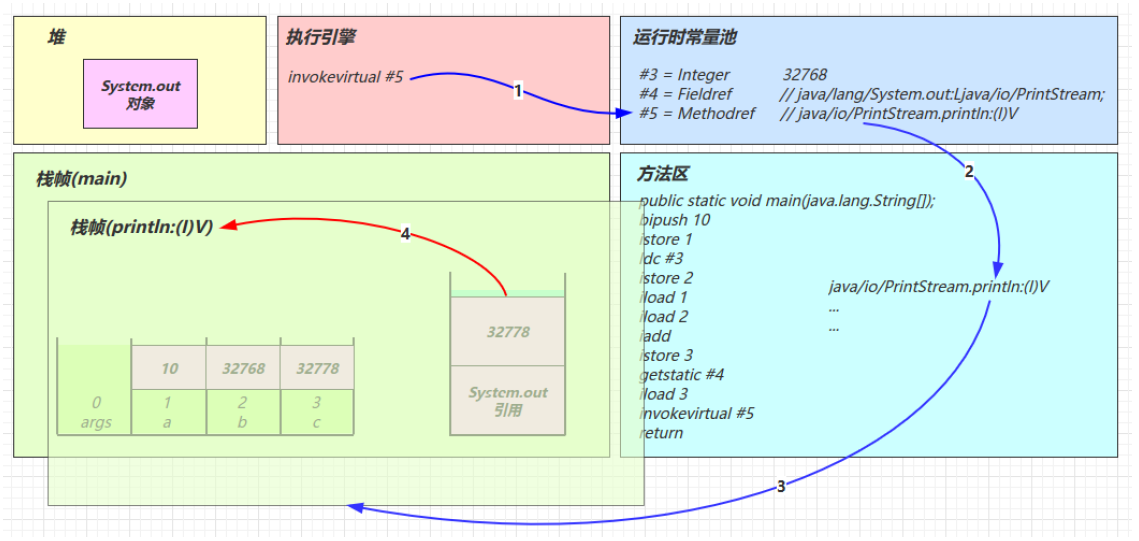 堆
System.out
对象
执行引擎
invokevirtual #5
1
运行时常量池
#3 = Integer 32768
#4 = Fieldref // java/lang/System.out:Ljava/io/PrintStream;
#5 = Methodref // java/io/PrintStream.println:(I)V
2
栈帧(main)
栈帧(println:(I)V)
4
32778
System.out
引用
10 32768 32778
0 1 2 3
args a b c
方法区
public static void main(java.lang.String[]);
bipush 10
istore 1
ldc #3
istore 2
iload 1
iload 2
iadd
istore 3
getstatic #4
iload 3
invokevirtual #5
return
java/io/PrintStream.println:(I)V
...
...
3